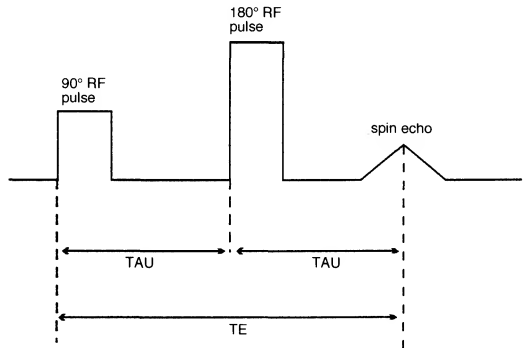 180° RF
pulse
90° RF
pulse
spin echo
TAU
TAU
TE